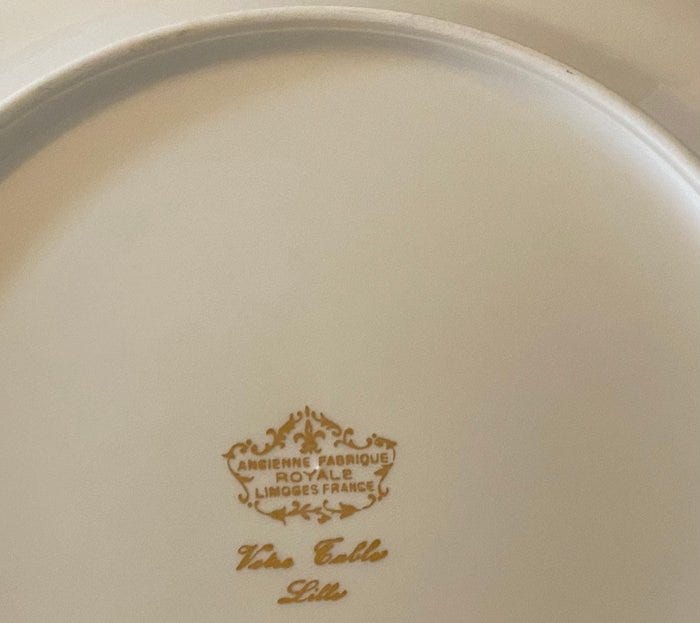 ANCIENNE FABRIQUE
ROYALE
LIMOGES FRANCE
Votre Table
Lille